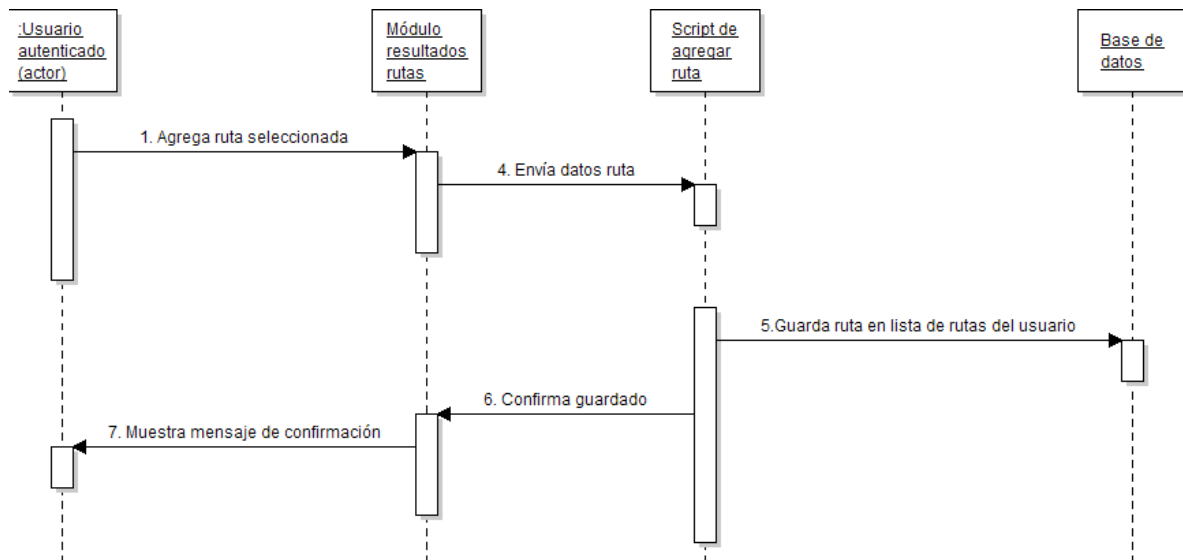 :Usuario
autenticado
(actor)
Módulo
resultados
rutas
Script de
agregar
ruta
Base de
datos
1. Agrega ruta seleccionada
4. Envía datos ruta
5.Guarda ruta en lista de rutas del usuario
6. Confirma guardado
7. Muestra mensaje de confirmación